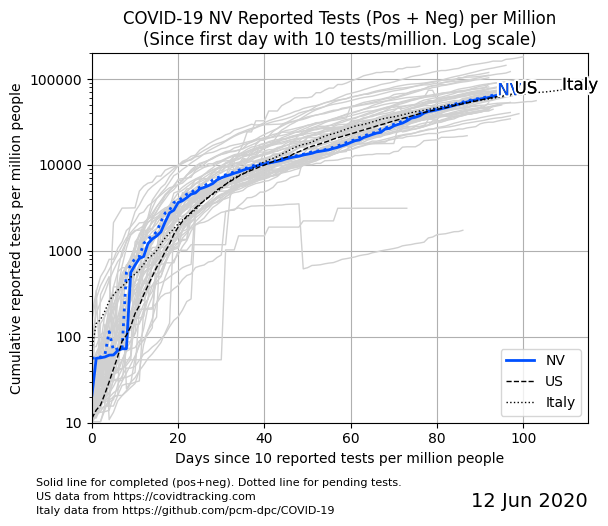 COVID-19 NV Reported Tests (Pos + Neg) per Million
(Since first day with 10 tests/million. Log scale)
Cumulative reported tests per million people
100000
10000
1000
100
10
NV
US
Italy
NV
US
Italy
0
20
40
60
80
100
Days since 10 reported tests per million people
Solid line for completed (pos+neg). Dotted line for pending tests.
US data from https://covidtracking.com
Italy data from https://github.com/pcm-dpc/COVID-19
12 Jun 2020